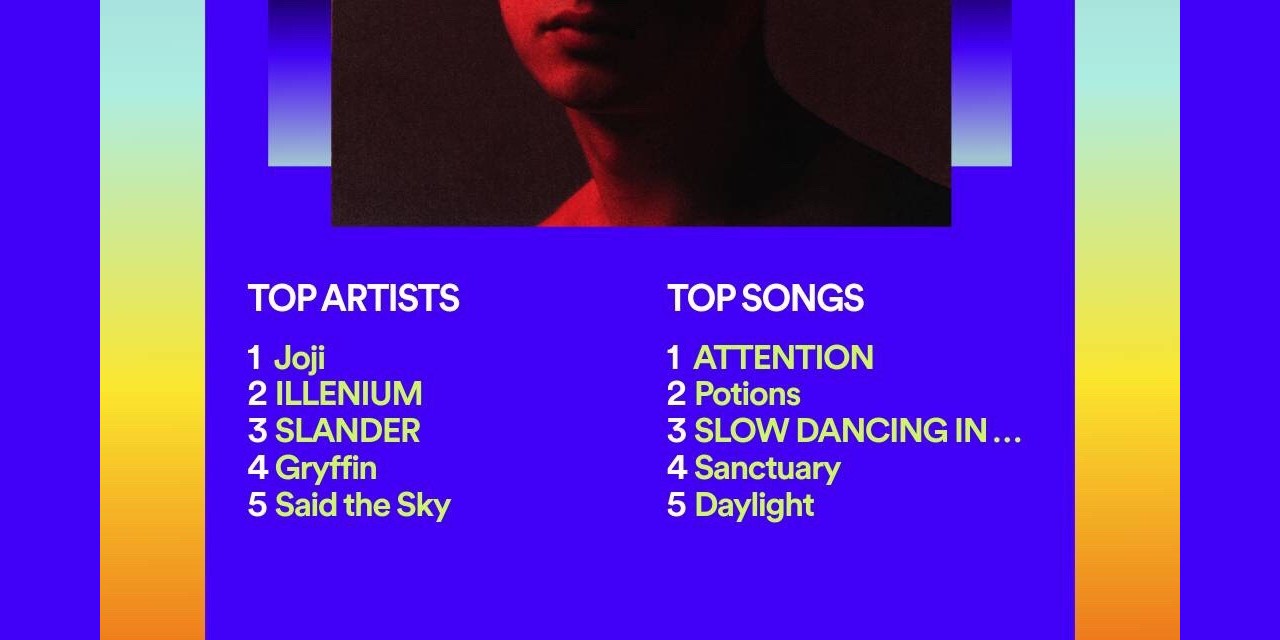 TOP ARTISTS
1 Joji
2 ILLENIUM
3 SLANDER
4 Gryffin
5 Said the Sky
TOP SONGS
1 ATTENTION
2 Potions
3 SLOW DANCING IN ...
4 Sanctuary
5 Daylight